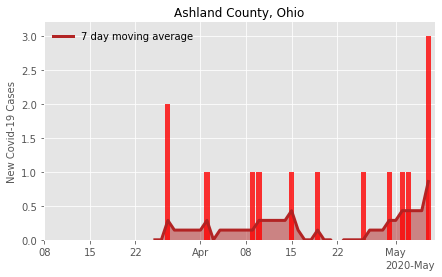 Ashland County, Ohio
7 day moving average
New Covid-19 Cases
3.0
2.5
2.0
1.5
1.0
0.5
0.0
08 15 22 Apr 08 15 22 May
2020-May